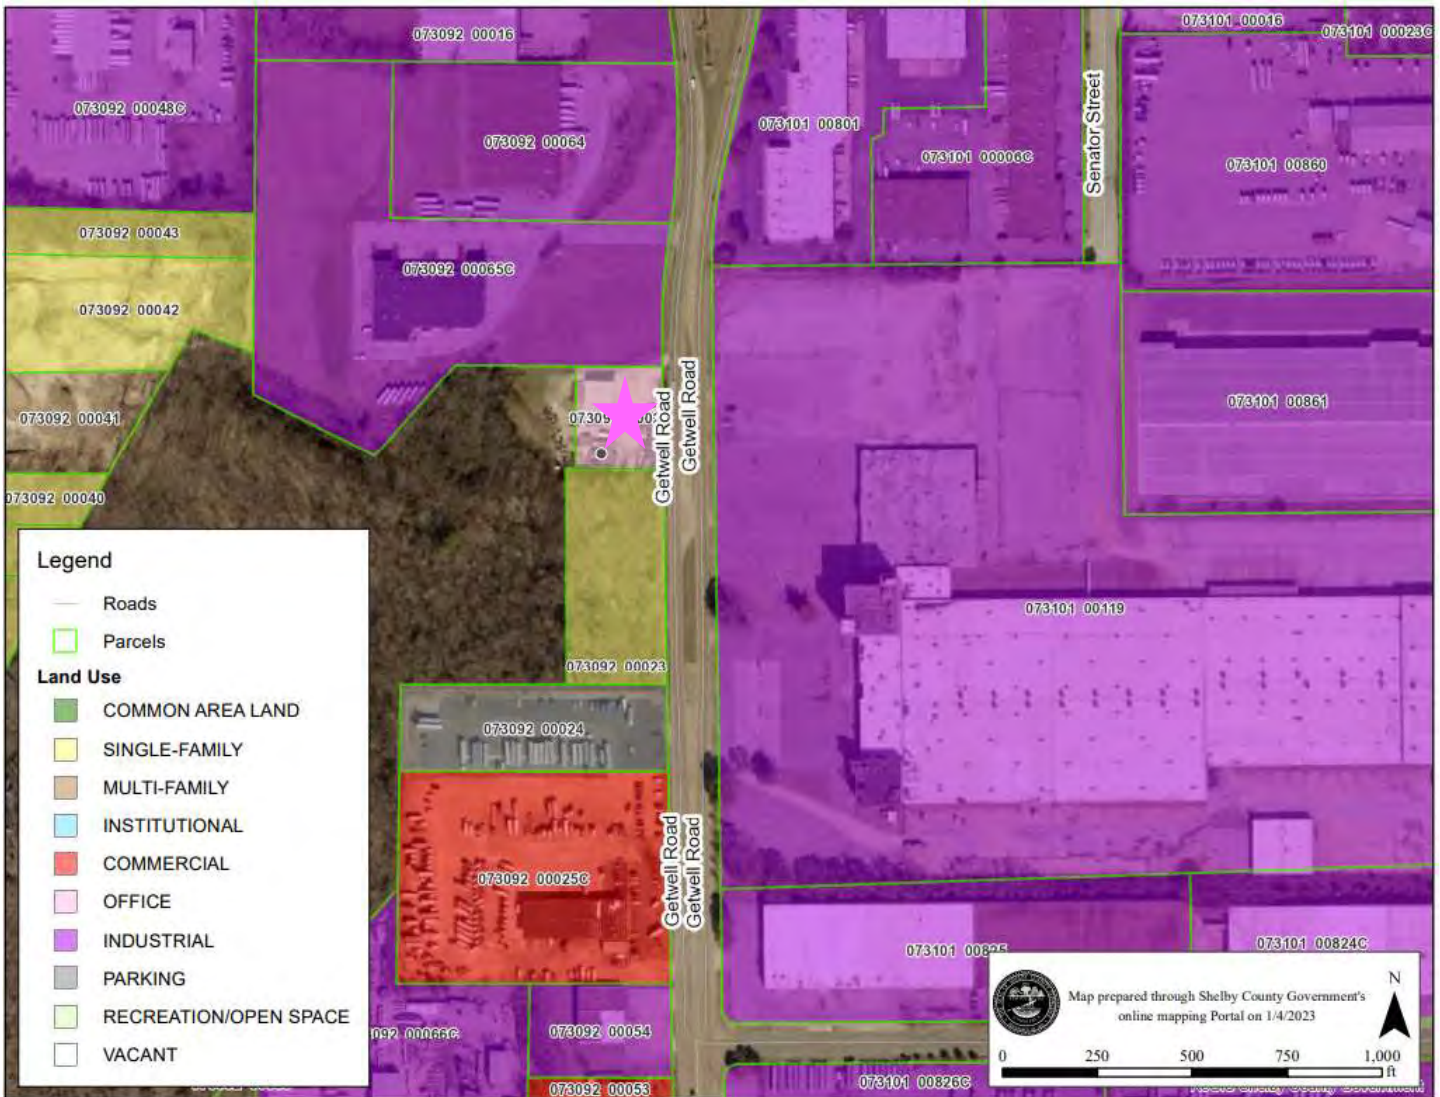 073092 00016
073101 00016
073101 00023C
073092 00048C
073092 00064
073101 00801
073101 00008C
Senator Street
073101 00860
073092 00043
073092 00065C
073092 00042
073092 00041
Getwell Road
Getwell Road
073101 00861
073092 00040
073101 00119
073092 00023
073092 00024
073092 00025C
Getwell Road
Getwell Road
073101 00825
073101 00824C
073092 00054
073092 00053
073101 00826C
Legend
Roads
Parcels
Land Use
COMMON AREA LAND
SINGLE-FAMILY
MULTI-FAMILY
INSTITUTIONAL
COMMERCIAL
OFFICE
INDUSTRIAL
PARKING
RECREATION/OPEN SPACE
VACANT
Map prepared through Shelby County Government's
online mapping Portal on 1/4/2023
N
0 250 500 750 1,000
ft